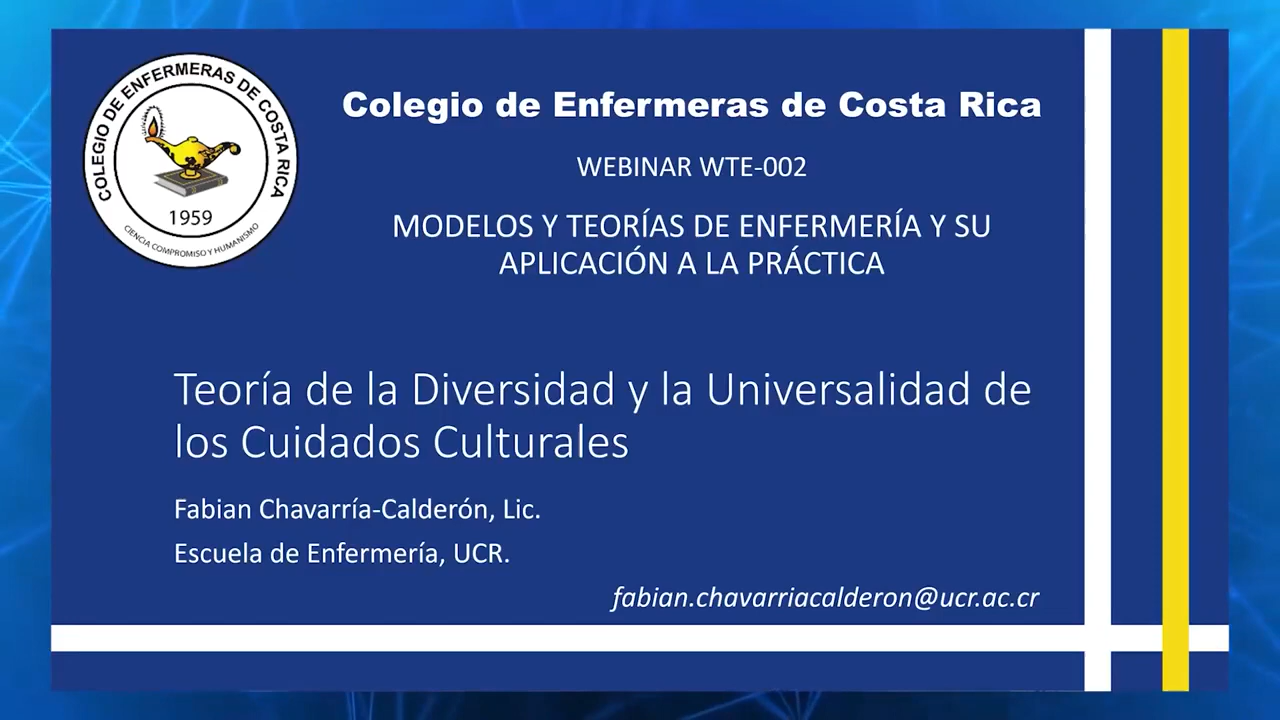 COLEGIO DE ENFERMERAS DE COSTA RICA
1959
CIENCIA COMPROMISO Y HUMANISMO
Colegio de Enfermeras de Costa Rica
WEBINAR WTE-002
MODELOS Y TEORÍAS DE ENFERMERÍA Y SU
APLICACIÓN A LA PRÁCTICA
Teoría de la Diversidad y la Universalidad de
los Cuidados Culturales
Fabian Chavarría-Calderón, Lic.
Escuela de Enfermería, UCR.
fabian.chavarriacalderon@ucr.ac.cr